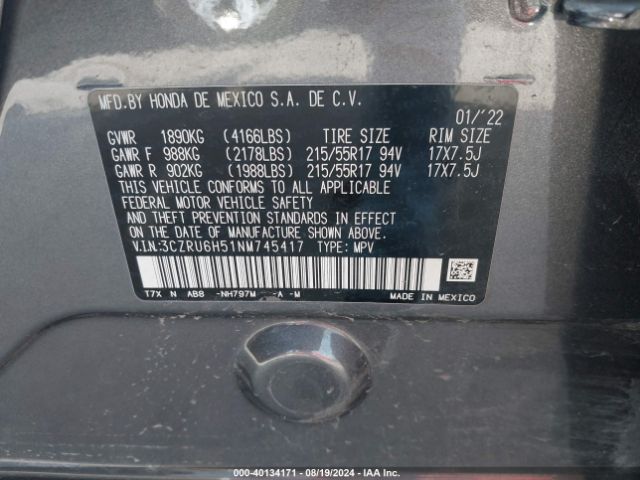 MFD.BY HONDA DE MEXICO S.A. DE C.V.
01/'22
GVWR 1890KG (4166LBS) TIRE SIZE RIM SIZE
GAWR F 988KG (2178LBS) 215/55R17 94V 17X7.5J
GAWR R 902KG (1988LBS) 215/55R17 94V 17X7.5J
THIS VEHICLE CONFORMS TO ALL APPLICABLE
FEDERAL MOTOR VEHICLE SAFETY
AND THEFT PREVENTION STANDARDS IN EFFECT
ON THE DATE OF MANUFACTURE SHOWN ABOVE.
V.I.N:3CZRU6H51NM745417 TYPE: MPV
T7X N AB8 -NH797M --A -M MADE IN MEXICO
000-40134171 - 08/19/2024 - IAA Inc.